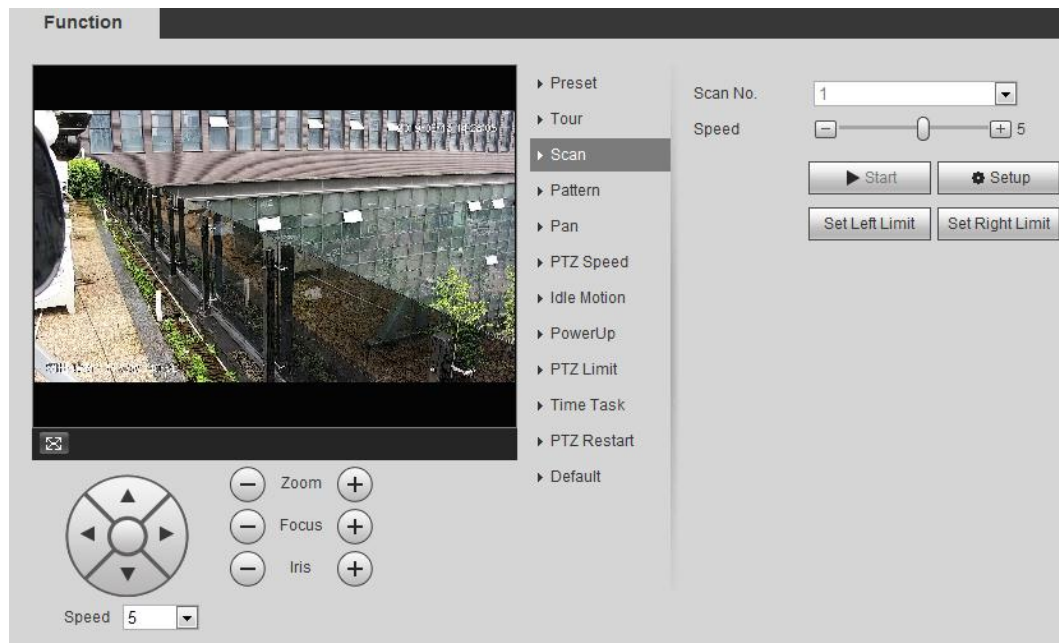 Function
Preset
Tour
Scan
Pattern
Pan
PTZ Speed
Idle Motion
PowerUp
PTZ Limit
Time Task
PTZ Restart
Default
Scan No. 1
Speed 5
Start Setup
Set Left Limit Set Right Limit
Zoom
Focus
Iris
Speed 5